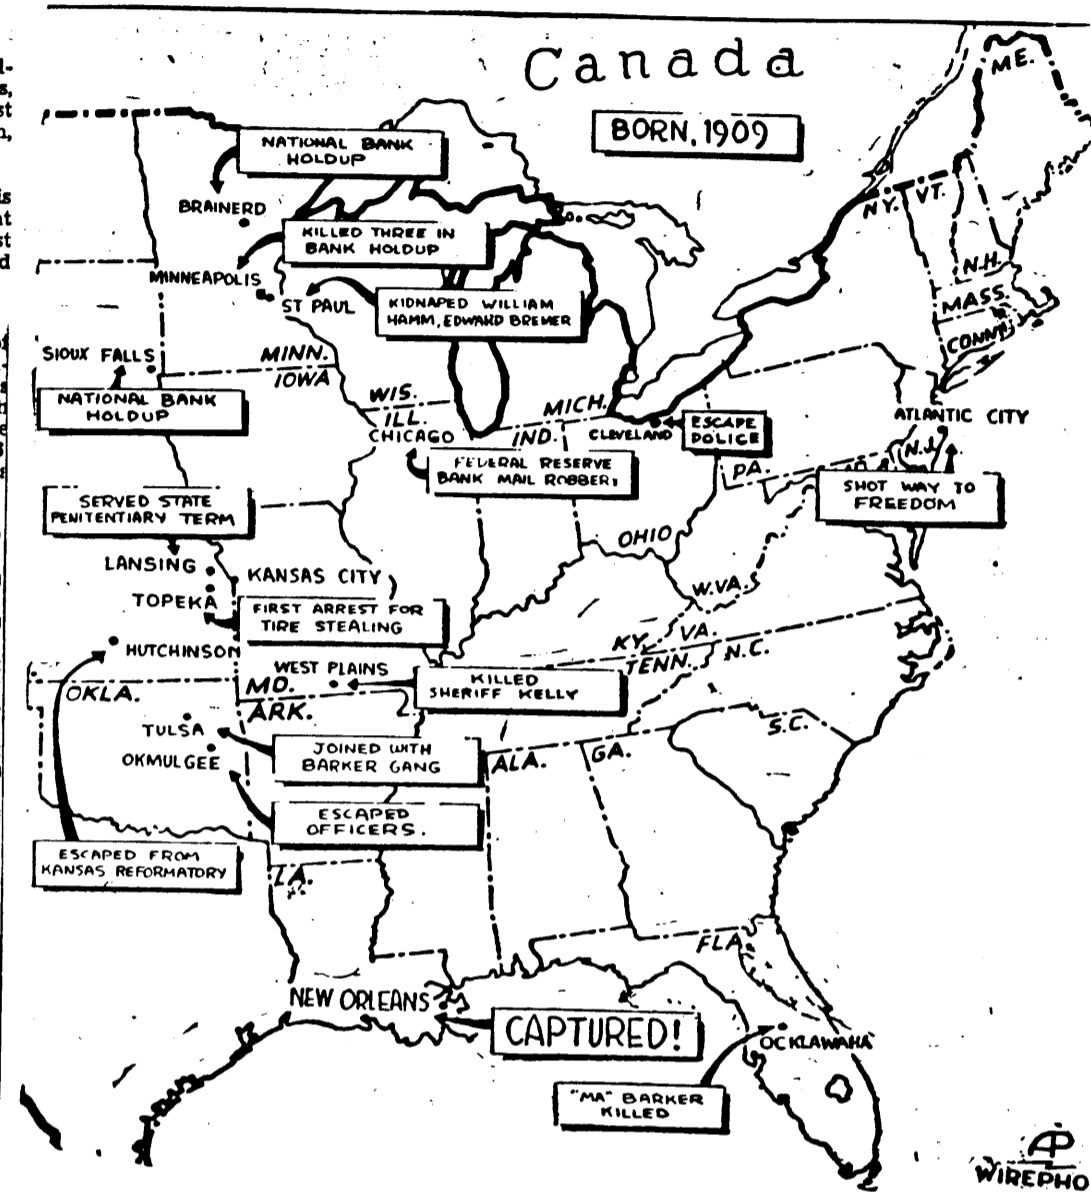 Canada
ME.
BORN, 1909
NATIONAL BANK
HOLDUP
BRAINERD
N.Y.
VT.
KILLED THREE IN
BANK HOLDUP
N.H.
MINNEAPOLIS
ST PAUL
KIDNAPED WILLIAM
HAMM, EDWARD BREMER
MASS.
CONN.
SIOUX FALLS
MINN.
IOWA
NATIONAL BANK
HOLDUP
WIS.
ILL.
MICH.
CHICAGO
IND.
CLEVELAND
ESCAPE
POLICE
ATLANTIC CITY
N.J.
FEDERAL RESERVE
BANK MAIL
PA.
SHOT WAY TO
FREEDOM
SERVED STATE
PENITENTIARY TERM
OHIO
LANSING
KANSAS CITY
W.VA.
TOPEKA
FIRST ARREST FOR
TIRE STEALING
KY.
VA.
HUTCHINSON
TENN.
N.C.
WEST PLAINS
OKLA.
MO.
KILLED
SHERIFF KELLY
ARK.
TULSA
JOINED WITH
BARKER GANG
S.C.
OKMULGEE
ALA.
GA.
ESCAPED
OFFICERS.
ESCAPED FROM
KANSAS REFORMATORY
LA.
FLA.
NEW ORLEANS
CAPTURED!
OCKLAWAHA
"MA" BARKER
KILLED
AP
WIREPHO